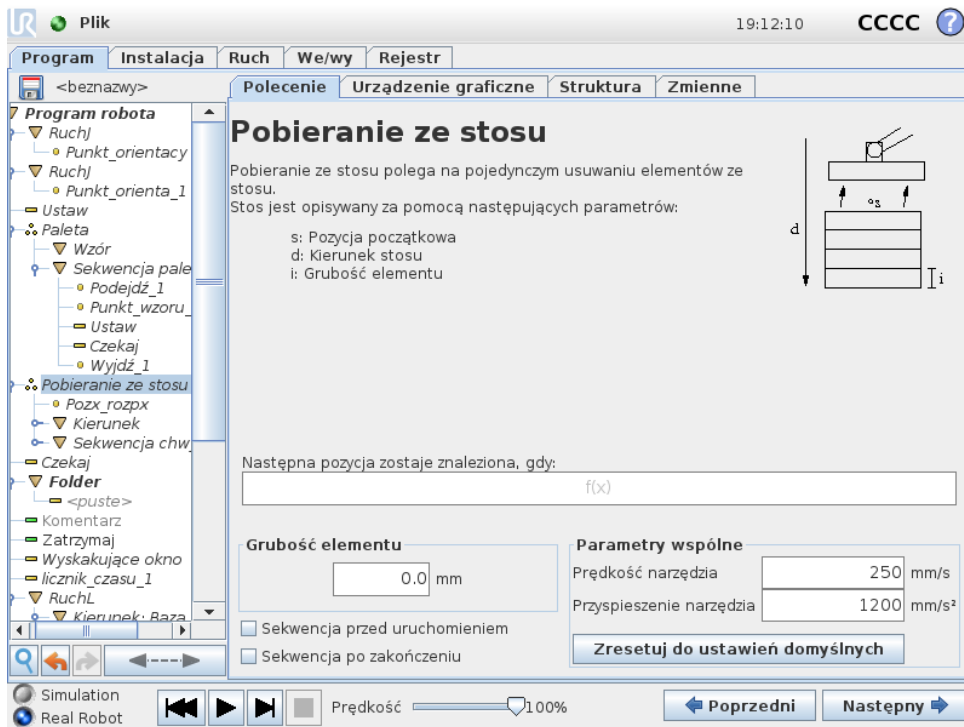 UR Plik 19:12:10 CCCC ?
Program Instalacja Ruch We/wy Rejestr
<beznazwy>
Polecenie Urządzenie graficzne Struktura Zmienne
Program robota
RuchJ
Punkt_orientacy
RuchJ
Punkt_orienta_1
Ustaw
Paleta
Wzór
Sekwencja pale
Podejdź_1
Punkt_wzoru_
Ustaw
Czekaj
Wyjdź_1
Pobieranie ze stosu
Pozx_rozpx
Kierunek
Sekwencja chw
Czekaj
Folder
<puste>
Komentarz
Zatrzymaj
Wyskakujące okno
licznik_czasu_1
RuchL
Kierunek: Baza
Pobieranie ze stosu
Pobieranie ze stosu polega na pojedynczym usuwaniu elementów ze
stosu.
Stos jest opisywany za pomocą następujących parametrów:
s: Pozycja początkowa
d: Kierunek stosu
i: Grubość elementu
s
d
i
Następna pozycja zostaje znaleziona, gdy:
f(x)
Grubość elementu
0.0 mm
Sekwencja przed uruchomieniem
Sekwencja po zakończeniu
Parametry wspólne
Prędkość narzędzia 250 mm/s
Przyspieszenie narzędzia 1200 mm/s²
Zresetuj do ustawień domyślnych
Simulation
Real Robot
Prędkość 100%
Poprzedni Następny